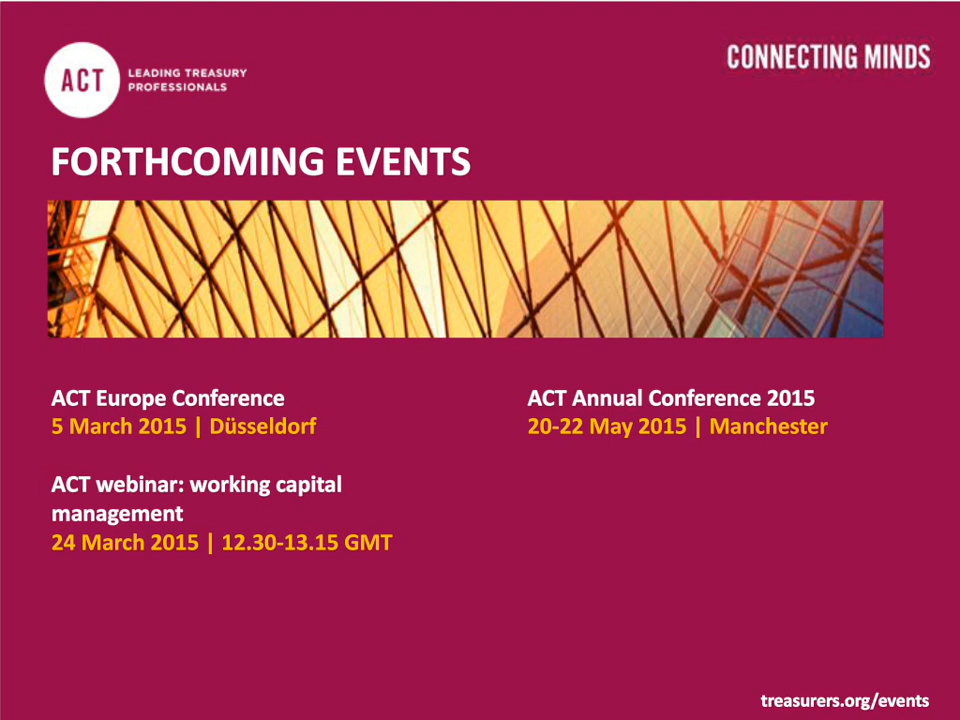 ACT
LEADING TREASURY
PROFESSIONALS
CONNECTING MINDS
FORTHCOMING EVENTS
ACT Europe Conference
5 March 2015 | Düsseldorf
ACT webinar: working capital
management
24 March 2015 | 12.30-13.15 GMT
ACT Annual Conference 2015
20-22 May 2015 | Manchester
treasurers.org/events